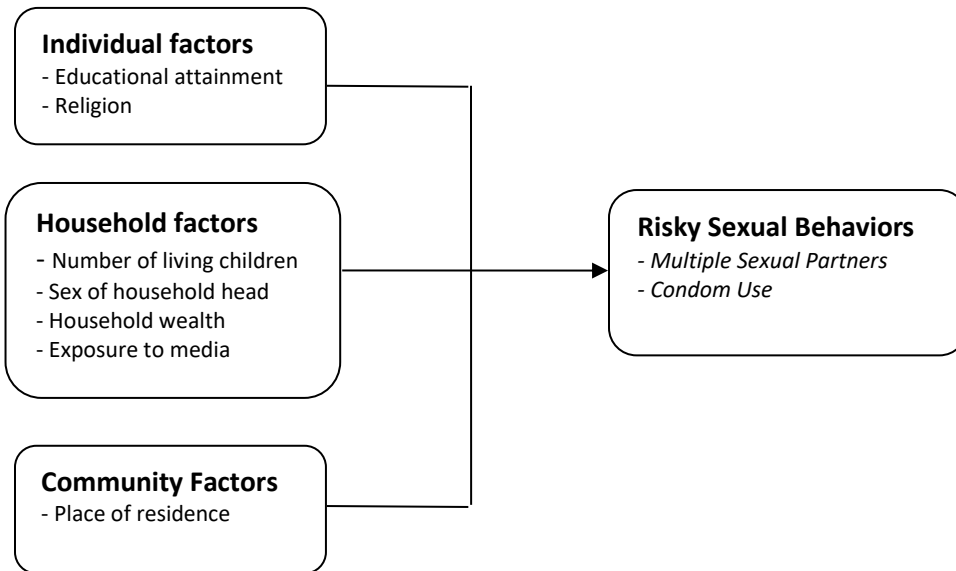 Individual factors
- Educational attainment
- Religion
Household factors
- Number of living children
- Sex of household head
- Household wealth
- Exposure to media
Community Factors
- Place of residence
Risky Sexual Behaviors
- Multiple Sexual Partners
- Condom Use